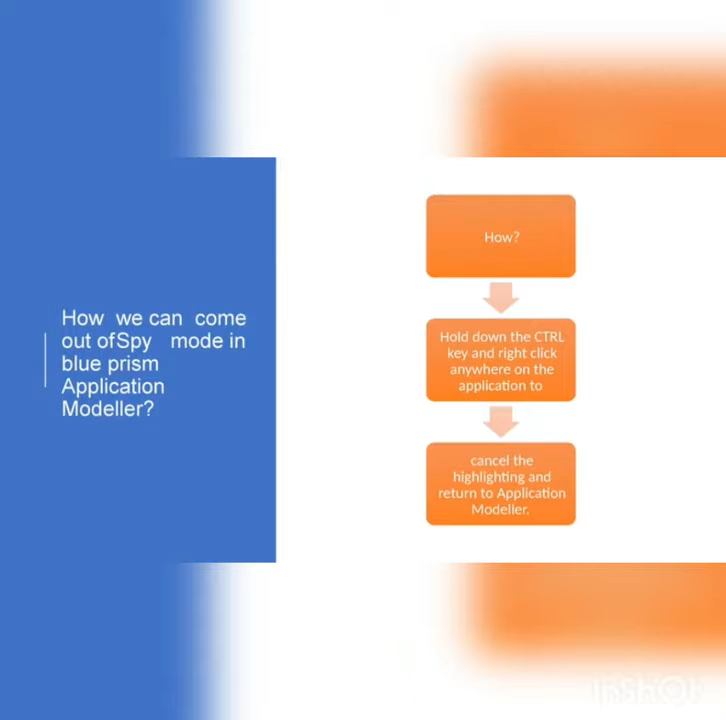 How we can come
out ofSpy mode in
blue prism
Application
Modeller?
How?
Hold down the CTRL
key and right click
anywhere on the
application to
cancel the
highlighting and
return to Application
Modeller.
InShOt